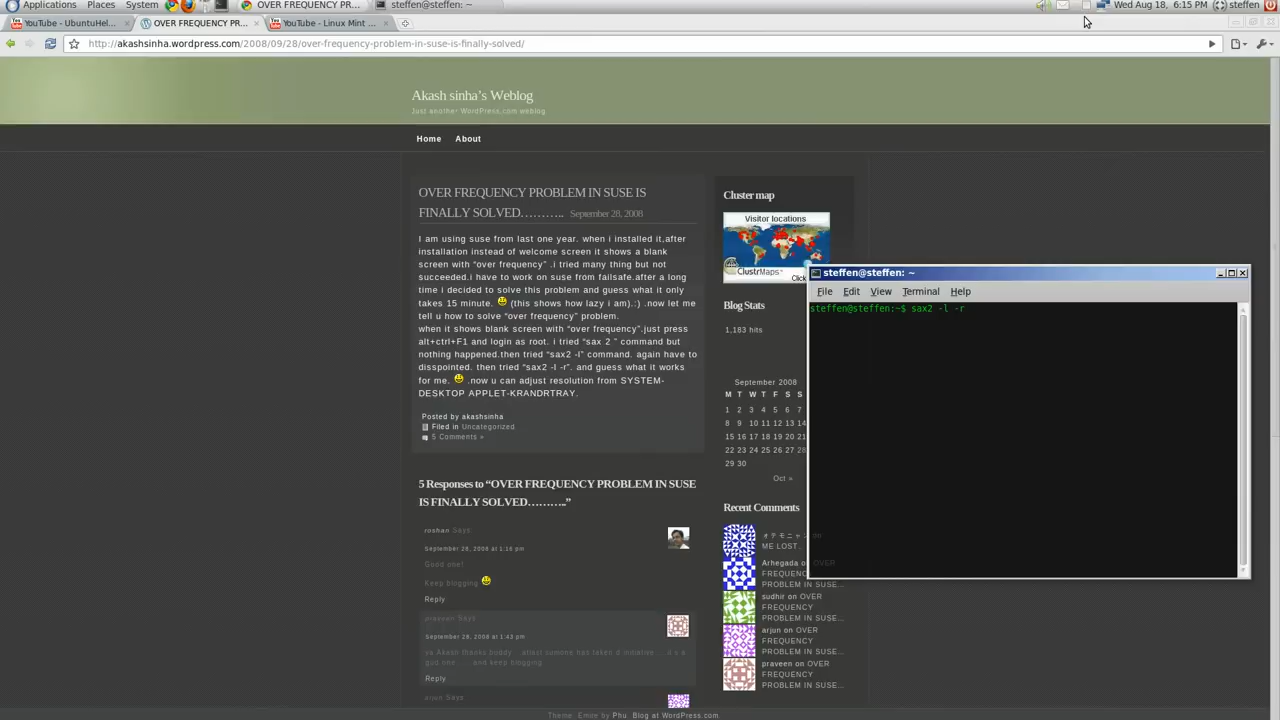 Applications Places System OVER FREQUENCY PR... steffen@steffen: ~ Wed Aug 18, 6:15 PM steffen
YouTube - UbuntuHel... OVER FREQUENCY PR... YouTube - Linux Mint ...
http://akashsinha.wordpress.com/2008/09/28/over-frequency-problem-in-suse-is-finally-solved/
Akash sinha's Weblog
Just another WordPress.com weblog
Home About
OVER FREQUENCY PROBLEM IN SUSE IS
FINALLY SOLVED……….. September 28, 2008
I am using suse from last one year. when i installed it,after
installation instead of welcome screen it shows a blank
screen with “over frequency” .i tried many thing but not
succeeded.i have to work on suse from failsafe.after a long
time i decided to solve this problem and guess what it only
takes 15 minute. (this shows how lazy i am).:) .now let me
tell u how to solve “over frequency” problem.
when it shows blank screen with “over frequency”.just press
alt+ctrl+F1 and login as root. i tried “sax 2 ” command but
nothing happened.then tried “sax2 -l” command. again have to
disspointed. then tried “sax2 -l -r”. and guess what it works
for me. .now u can adjust resolution from SYSTEM-
DESKTOP APPLET-KRANDRTRAY.
Posted by akashsinha
Filed in Uncategorized
5 Comments »
5 Responses to “OVER FREQUENCY PROBLEM IN SUSE
IS FINALLY SOLVED………..”
roshan Says
September 28, 2008 at 1:16 pm
Good one!
Keep blogging
Reply
praveen Says
September 28, 2008 at 1:43 pm
ya Akash thanks buddy
and keep blogging
Reply
arjun Says
Cluster map
Visitor locations
ClustrMaps™ Click
Blog Stats
1,183 hits
September 2008
M T W T F S S
1 2 3 4 5 6 7
8 9 10 11 12 13 14
15 16 17 18 19 20 21
22 23 24 25 26 27 28
29 30
Oct »
Recent Comments
ME LOST
Arhegada on OVER
FREQUENCY
PROBLEM IN SUSE...
sudhir on OVER
FREQUENCY
PROBLEM IN SUSE...
arjun on OVER
FREQUENCY
PROBLEM IN SUSE...
praveen on OVER
FREQUENCY
PROBLEM IN SUSE...
steffen@steffen: ~
File Edit View Terminal Help
steffen@steffen:~$ sax2 -l -r
Theme: Emire by Phu. Blog at WordPress.com.